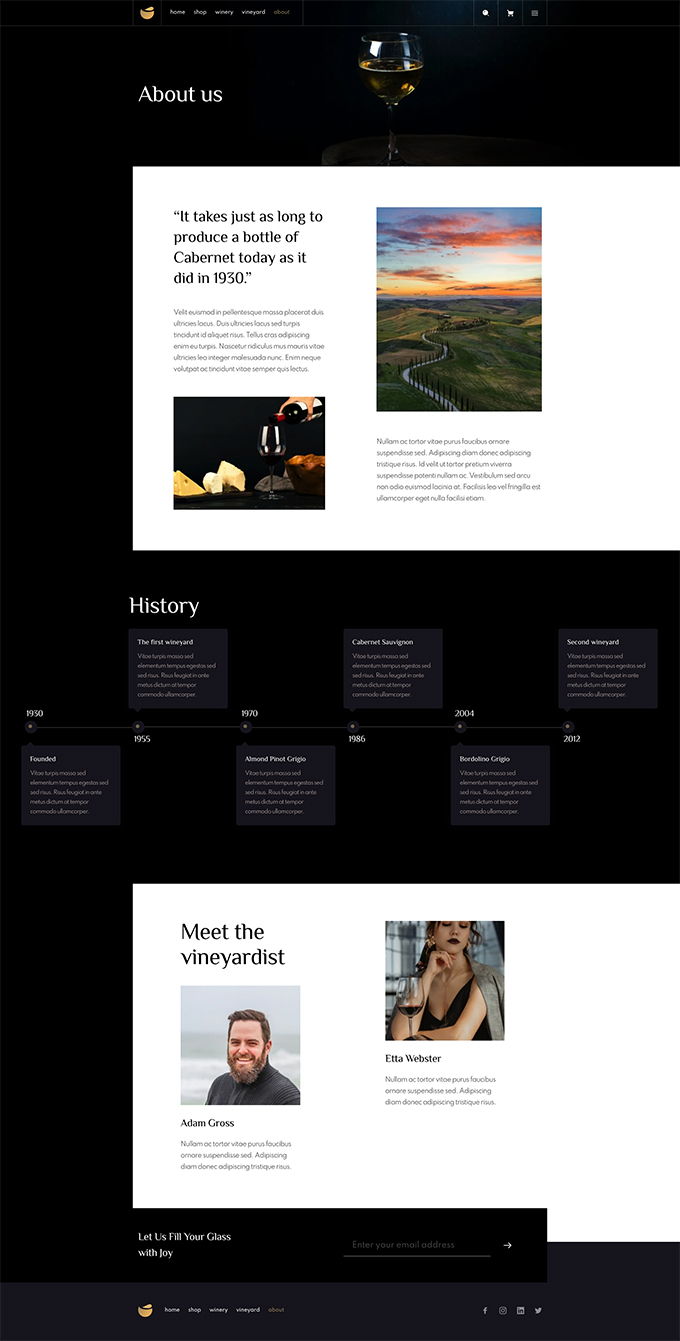 home shop winery vineyard about
About us
“It takes just as long to
produce a bottle of
Cabernet today as it
did in 1930.”
Velit euismod in pellentesque massa placerat duis
ultricies lacus. Duis ultricies lacus sed turpis
tincidunt id aliquet risus. Tellus cras adipiscing
enim eu turpis. Nascetur ridiculus mus mauris vitae
ultricies leo integer malesuada nunc. Enim neque
volutpat ac tincidunt vitae semper quis lectus.
Nullam ac tortor vitae purus faucibus ornare
suspendisse sed. Adipiscing diam donec adipiscing
tristique risus. Id velit ut tortor pretium viverra
suspendisse potenti nullam ac. Vestibulum sed arcu
non odio euismod lacinia at. Facilisis leo vel fringilla est
ullamcorper eget nulla facilisi etiam.
History
The first wineyard
Vitae turpis massa sed
elementum tempus egestas sed
sed risus. Risus feugiat in ante
metus dictum at tempor
commodo ullamcorper.
Cabernet Sauvignon
Vitae turpis massa sed
elementum tempus egestas sed
sed risus. Risus feugiat in ante
metus dictum at tempor
commodo ullamcorper.
Second wineyard
Vitae turpis massa sed
elementum tempus egestas sed
sed risus. Risus feugiat in ante
metus dictum at tempor
commodo ullamcorper.
1930
1970
2004
1955
1986
2012
Founded
Vitae turpis massa sed
elementum tempus egestas sed
sed risus. Risus feugiat in ante
metus dictum at tempor
commodo ullamcorper.
Almond Pinot Grigio
Vitae turpis massa sed
elementum tempus egestas sed
sed risus. Risus feugiat in ante
metus dictum at tempor
commodo ullamcorper.
Bordolino Grigio
Vitae turpis massa sed
elementum tempus egestas sed
sed risus. Risus feugiat in ante
metus dictum at tempor
commodo ullamcorper.
Meet the
vineyardist
Adam Gross
Nullam ac tortor vitae purus faucibus
ornare suspendisse sed. Adipiscing
diam donec adipiscing tristique risus.
Etta Webster
Nullam ac tortor vitae purus faucibus
ornare suspendisse sed. Adipiscing
diam donec adipiscing tristique risus.
Let Us Fill Your Glass
with Joy
Enter your email address
home shop winery vineyard about